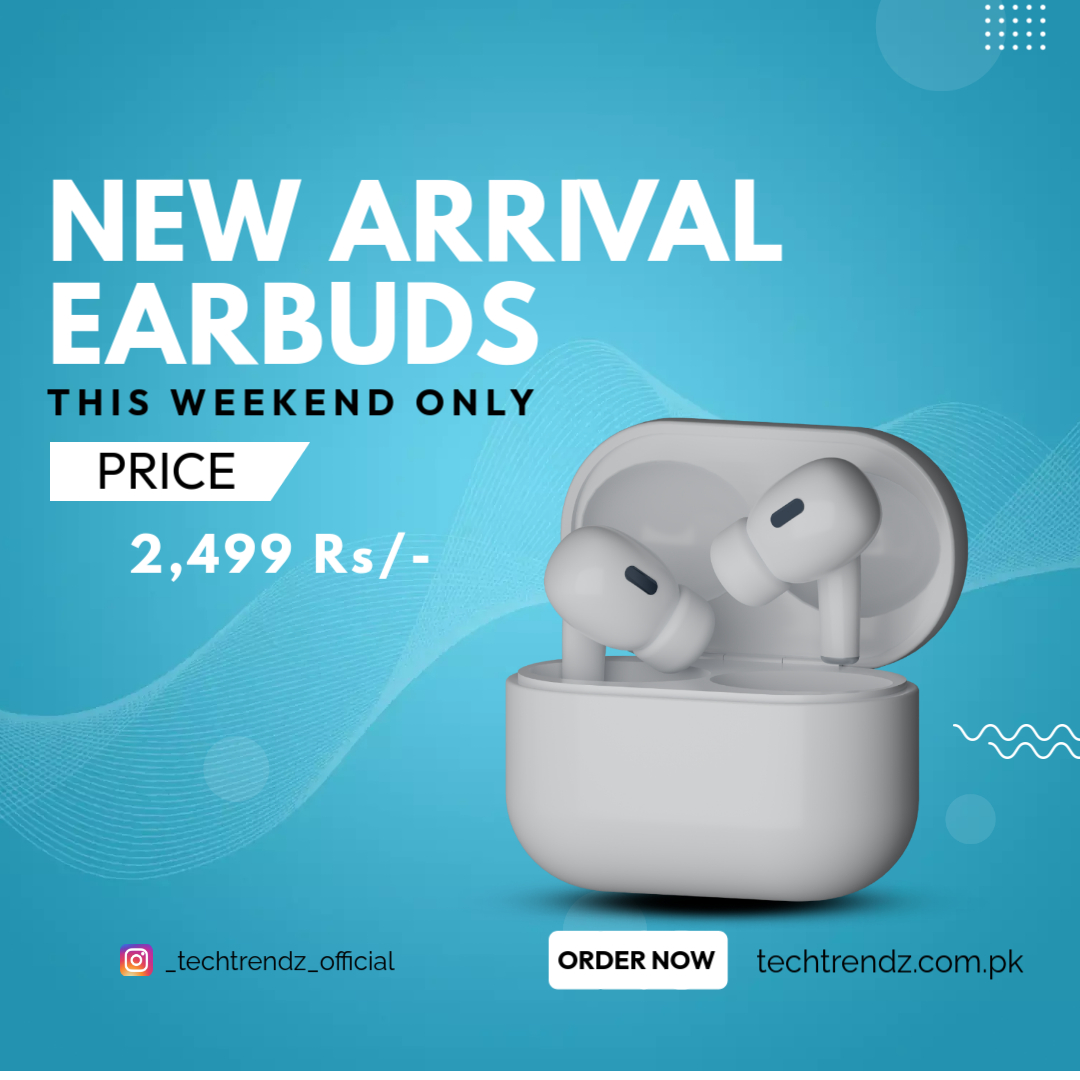 NEW ARRIVAL
EARBUDS
THIS WEEKEND ONLY
PRICE
2,499 Rs/-
_techtrendz_official
ORDER NOW
techtrendz.com.pk